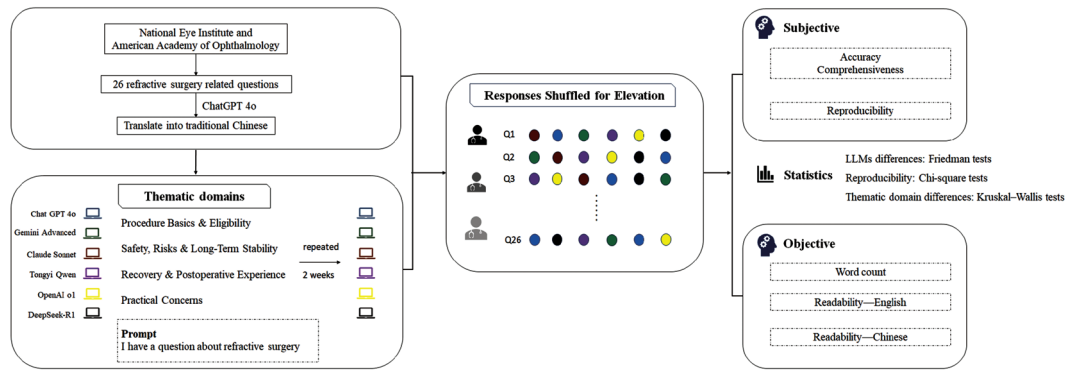 National Eye Institute and
American Academy of Ophthalmology
26 refractive surgery related questions
ChatGPT 4o
Translate into traditional Chinese
Thematic domains
Chat GPT 4o
Gemini Advanced
Claude Sonnet
Tongyi Qwen
OpenAI o1
DeepSeek-R1
Procedure Basics & Eligibility
Safety, Risks & Long-Term Stability
Recovery & Postoperative Experience
Practical Concerns
repeated
2 weeks
Prompt
I have a question about refractive surgery
Responses Shuffled for Elevation
Q1
Q2
Q3
Q26
Subjective
Accuracy
Comprehensiveness
Reproducibility
Statistics
LLMs differences: Friedman tests
Reproducibility: Chi-square tests
Thematic domain differences: Kruskal–Wallis tests
Objective
Word count
Readability—English
Readability—Chinese